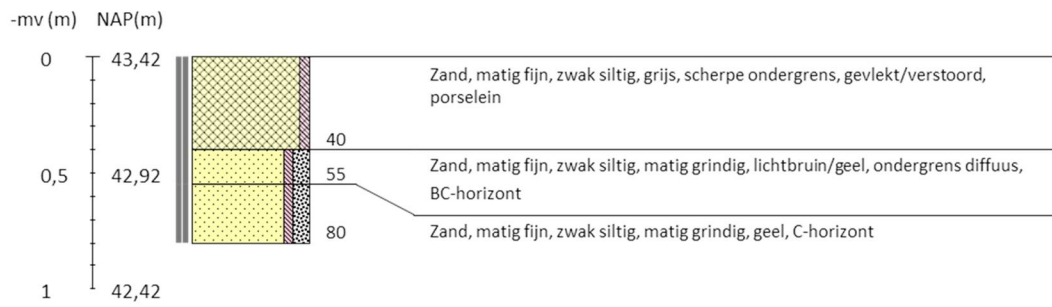 -mv (m) NAP(m)
0 43,42
Zand, matig fijn, zwak siltig, grijs, scherpe ondergrens, gevlekt/verstoord,
porselein
40
Zand, matig fijn, zwak siltig, matig grindig, lichtbruin/geel, ondergrens diffuus,
0,5 42,92 55
BC-horizont
80 Zand, matig fijn, zwak siltig, matig grindig, geel, C-horizont
1 42,42